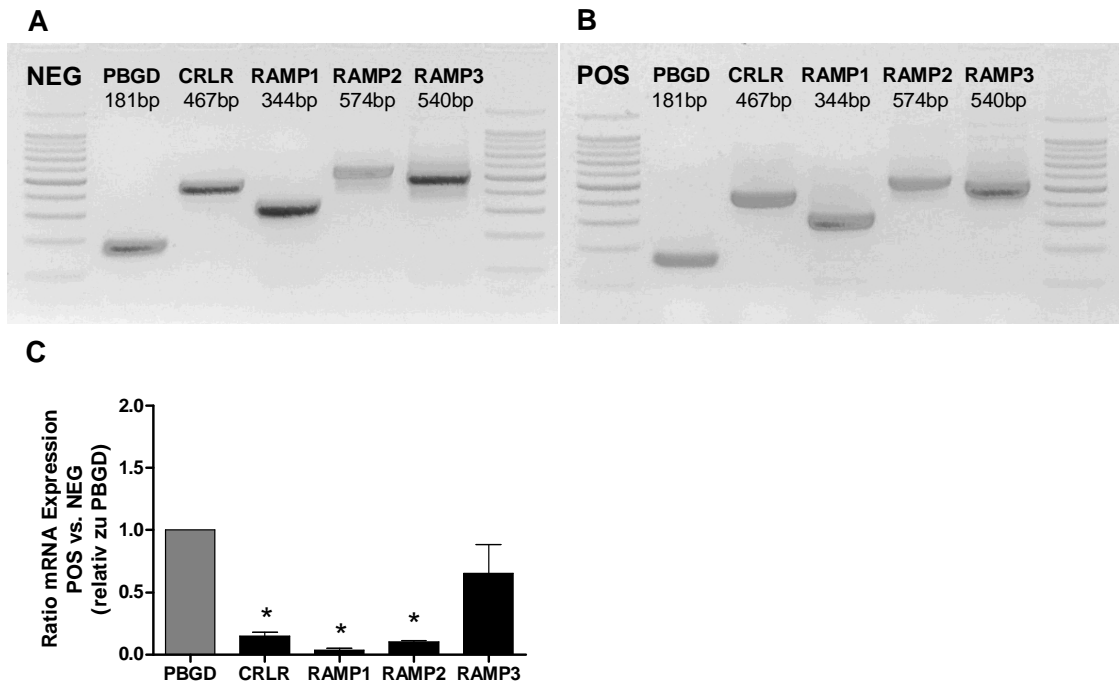 A
NEG PBGD CRLR RAMP1 RAMP2 RAMP3
181bp 467bp 344bp 574bp 540bp
B
POS PBGD CRLR RAMP1 RAMP2 RAMP3
181bp 467bp 344bp 574bp 540bp
C
Ratio mRNA Expression
POS vs. NEG
(relativ zu PBGD)
2.0
1.5
1.0
0.5
0.0
* * *
PBGD CRLR RAMP1 RAMP2 RAMP3